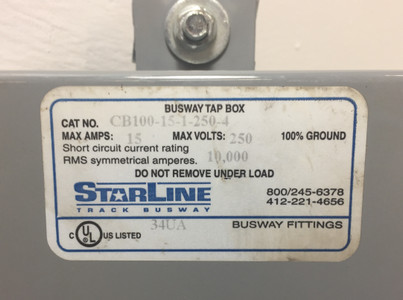 BUSWAY TAP BOX
CAT NO. CB100-15-1-250-4
MAX AMPS: 15 MAX VOLTS: 250 100% GROUND
Short circuit current rating
RMS symmetrical amperes. 10,000
DO NOT REMOVE UNDER LOAD
STARLINE 800/245-6378
TRACK BUSWAY 412-221-4656
C UL US LISTED 34UA BUSWAY FITTINGS